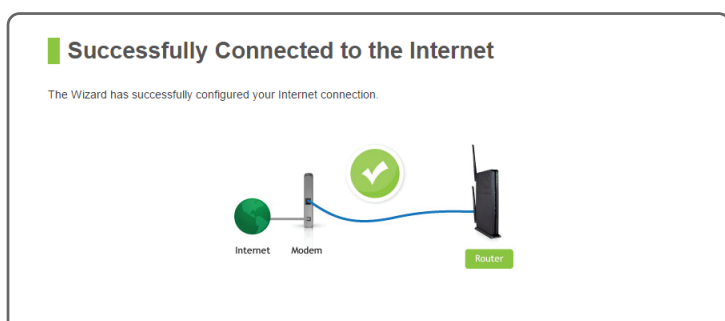 Successfully Connected to the Internet
The Wizard has successfully configured your Internet connection.
Internet Modem
Router